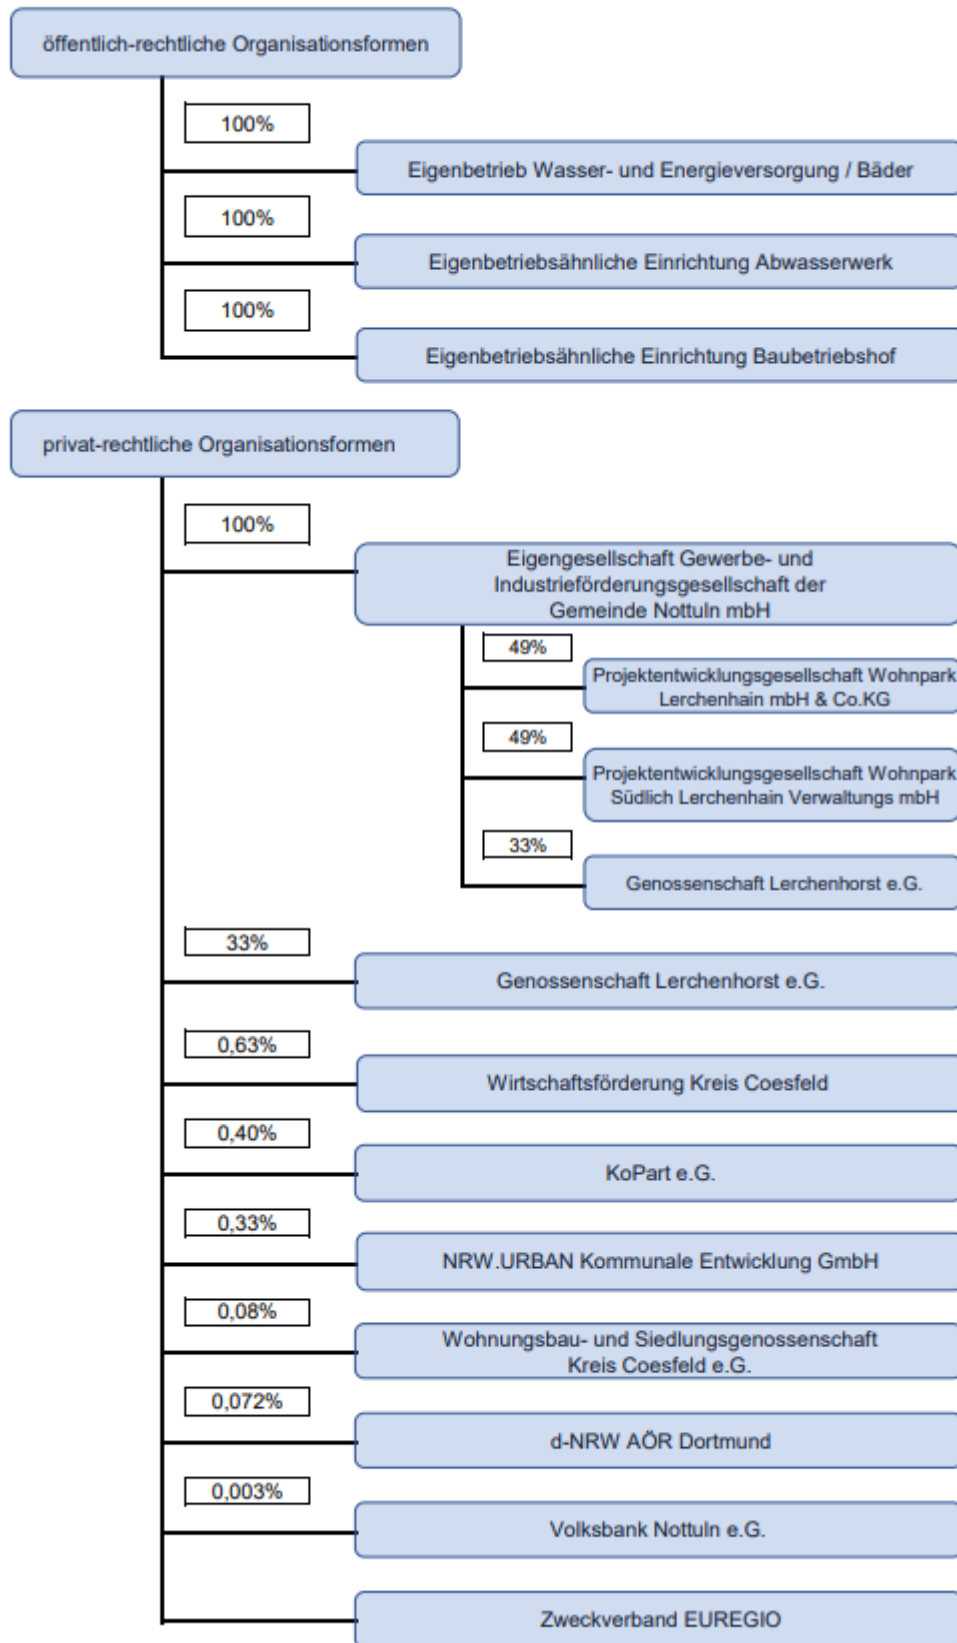 öffentlich-rechtliche Organisationsformen
100%
Eigenbetrieb Wasser- und Energieversorgung / Bäder
100%
Eigenbetriebsähnliche Einrichtung Abwasserwerk
100%
Eigenbetriebsähnliche Einrichtung Baubetriebshof
privat-rechtliche Organisationsformen
100%
Eigengesellschaft Gewerbe- und
Industrieförderungsgesellschaft der
Gemeinde Nottuln mbH
49%
Projektentwicklungsgesellschaft Wohnpark
Lerchenhain mbH & Co.KG
49%
Projektentwicklungsgesellschaft Wohnpark
Südlich Lerchenhain Verwaltungs mbH
33%
Genossenschaft Lerchenhorst e.G.
33%
Genossenschaft Lerchenhorst e.G.
0,63%
Wirtschaftsförderung Kreis Coesfeld
0,40%
KoPart e.G.
0,33%
NRW.URBAN Kommunale Entwicklung GmbH
0,08%
Wohnungsbau- und Siedlungsgenossenschaft
Kreis Coesfeld e.G.
0,072%
d-NRW AÖR Dortmund
0,003%
Volksbank Nottuln e.G.
Zweckverband EUREGIO